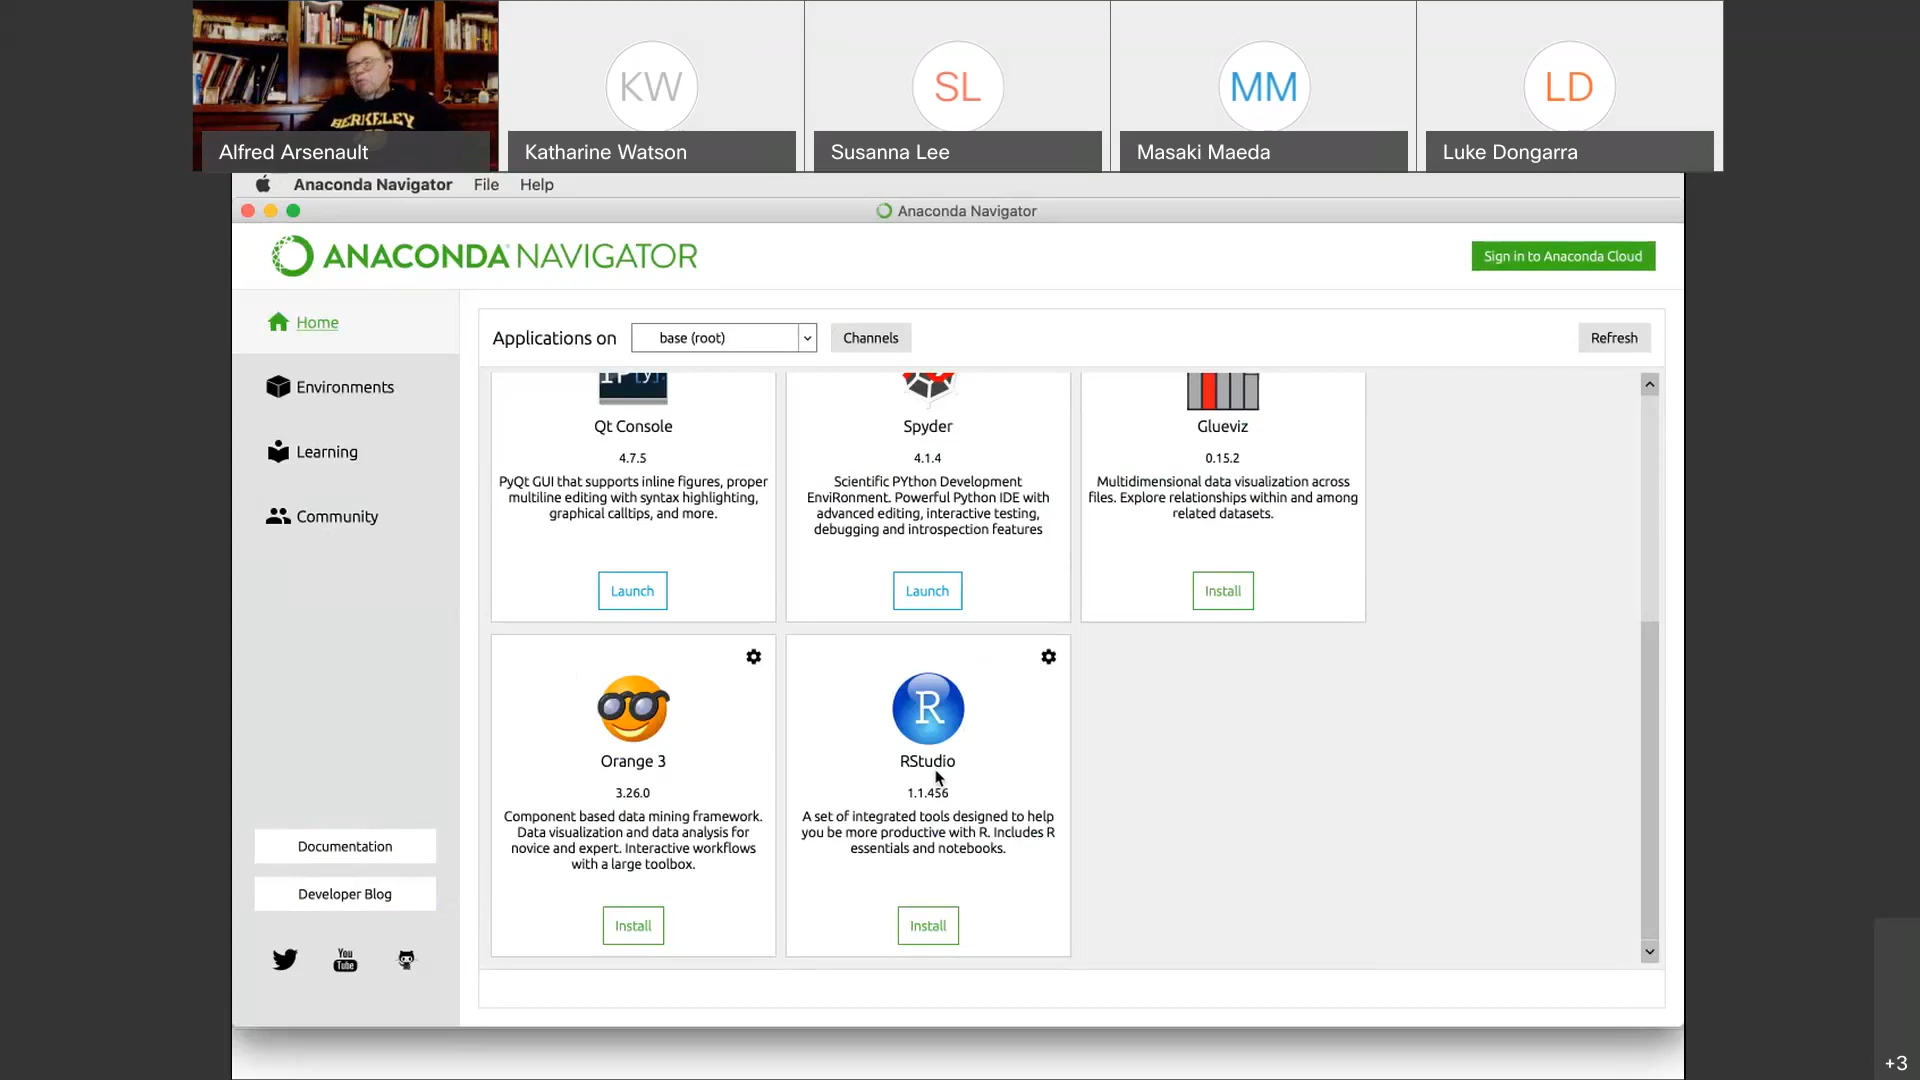 BERKELEY
KW
SL
MM
LD
Alfred Arsenault
Katharine Watson
Susanna Lee
Masaki Maeda
Luke Dongarra
Anaconda Navigator File Help
Anaconda Navigator
ANACONDA NAVIGATOR
Sign in to Anaconda Cloud
Home
Environments
Learning
Community
Documentation
Developer Blog
You
Tube
Applications on
base (root)
Channels
Refresh
IP[y]:
Qt Console
4.7.5
PyQt GUI that supports inline figures, proper
multiline editing with syntax highlighting,
graphical calltips, and more.
Launch
Spyder
4.1.4
Scientific PYthon Development
EnviRonment. Powerful Python IDE with
advanced editing, interactive testing,
debugging and introspection features
Launch
Glueviz
0.15.2
Multidimensional data visualization across
files. Explore relationships within and among
related datasets.
Install
Orange 3
3.26.0
Component based data mining framework.
Data visualization and data analysis for
novice and expert. Interactive workflows
with a large toolbox.
Install
R
RStudio
1.1.456
A set of integrated tools designed to help
you be more productive with R. Includes R
essentials and notebooks.
Install
+3